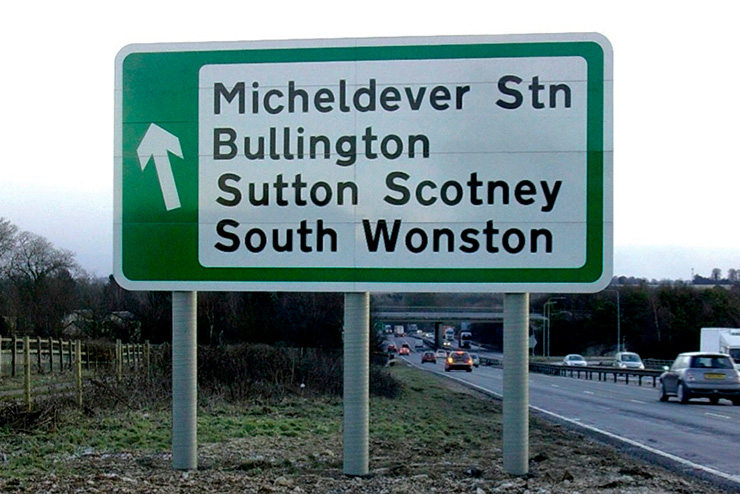 Micheldever Stn
Bullington
Sutton Scotney
South Wonston